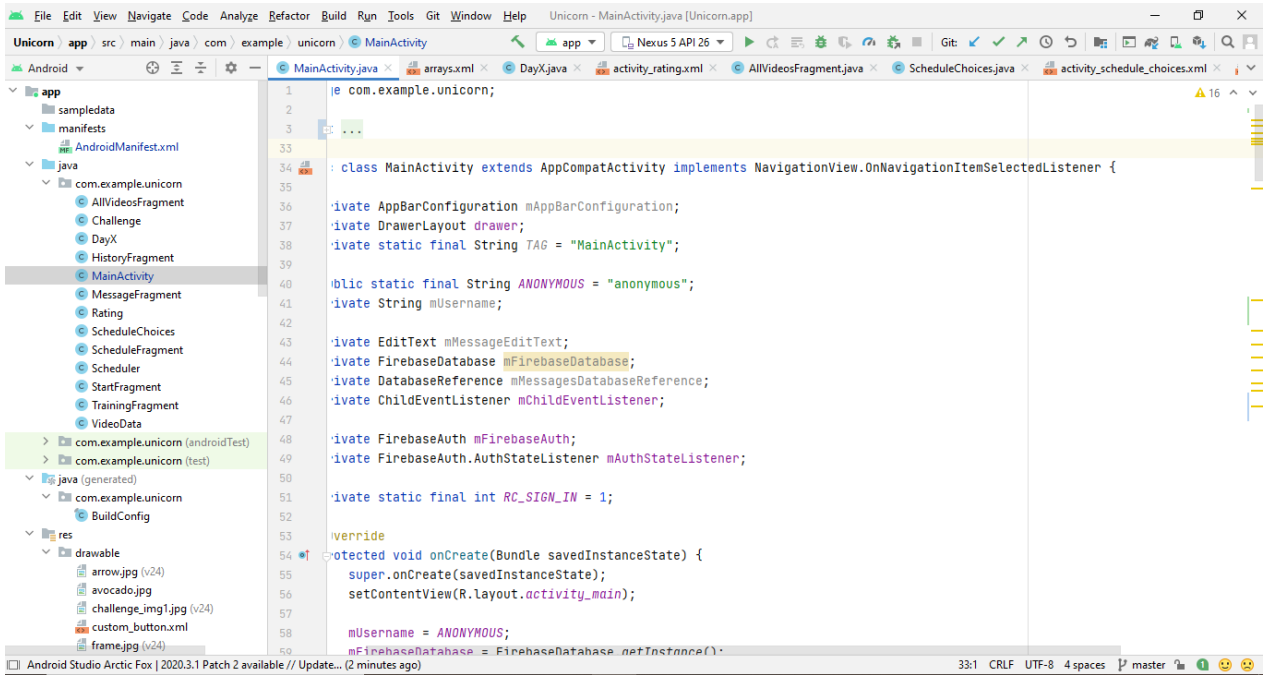 File Edit View Navigate Code Analyze Refactor Build Run Tools Git Window Help Unicorn - MainActivity.java [Unicorn.app]
Unicorn app src main java com example unicorn MainActivity app Nexus 5 API 26 Git:
Android MainActivity.java arrays.xml DayX.java activity_rating.xml AllVideosFragment.java ScheduleChoices.java activity_schedule_choices.xml
app
sampledata
manifests
AndroidManifest.xml
java
com.example.unicorn
AllVideosFragment
Challenge
DayX
HistoryFragment
MainActivity
MessageFragment
Rating
ScheduleChoices
ScheduleFragment
Scheduler
StartFragment
TrainingFragment
VideoData
com.example.unicorn (androidTest)
com.example.unicorn (test)
java (generated)
com.example.unicorn
BuildConfig
res
drawable
arrow.jpg (v24)
avocado.jpg
challenge_img1.jpg (v24)
custom_button.xml
frame.jpg (v24)
16
1 e com.example.unicorn;
2
3 ...
33
34 class MainActivity extends AppCompatActivity implements NavigationView.OnNavigationItemSelectedListener {
35
36 ivate AppBarConfiguration mAppBarConfiguration;
37 ivate DrawerLayout drawer;
38 ivate static final String TAG = "MainActivity";
39
40 blic static final String ANONYMOUS = "anonymous";
41 ivate String mUsername;
42
43 ivate EditText mMessageEditText;
44 ivate FirebaseDatabase mFirebaseDatabase;
45 ivate DatabaseReference mMessagesDatabaseReference;
46 ivate ChildEventListener mChildEventListener;
47
48 ivate FirebaseAuth mFirebaseAuth;
49 ivate FirebaseAuth.AuthStateListener mAuthStateListener;
50
51 ivate static final int RC_SIGN_IN = 1;
52
53 verride
54 otected void onCreate(Bundle savedInstanceState) {
55 super.onCreate(savedInstanceState);
56 setContentView(R.layout.activity_main);
57
58 mUsername = ANONYMOUS;
59 mFirebaseDatabase = FirebaseDatabase.getInstance();
Android Studio Arctic Fox | 2020.3.1 Patch 2 available // Update... (2 minutes ago) 33:1 CRLF UTF-8 4 spaces master 1